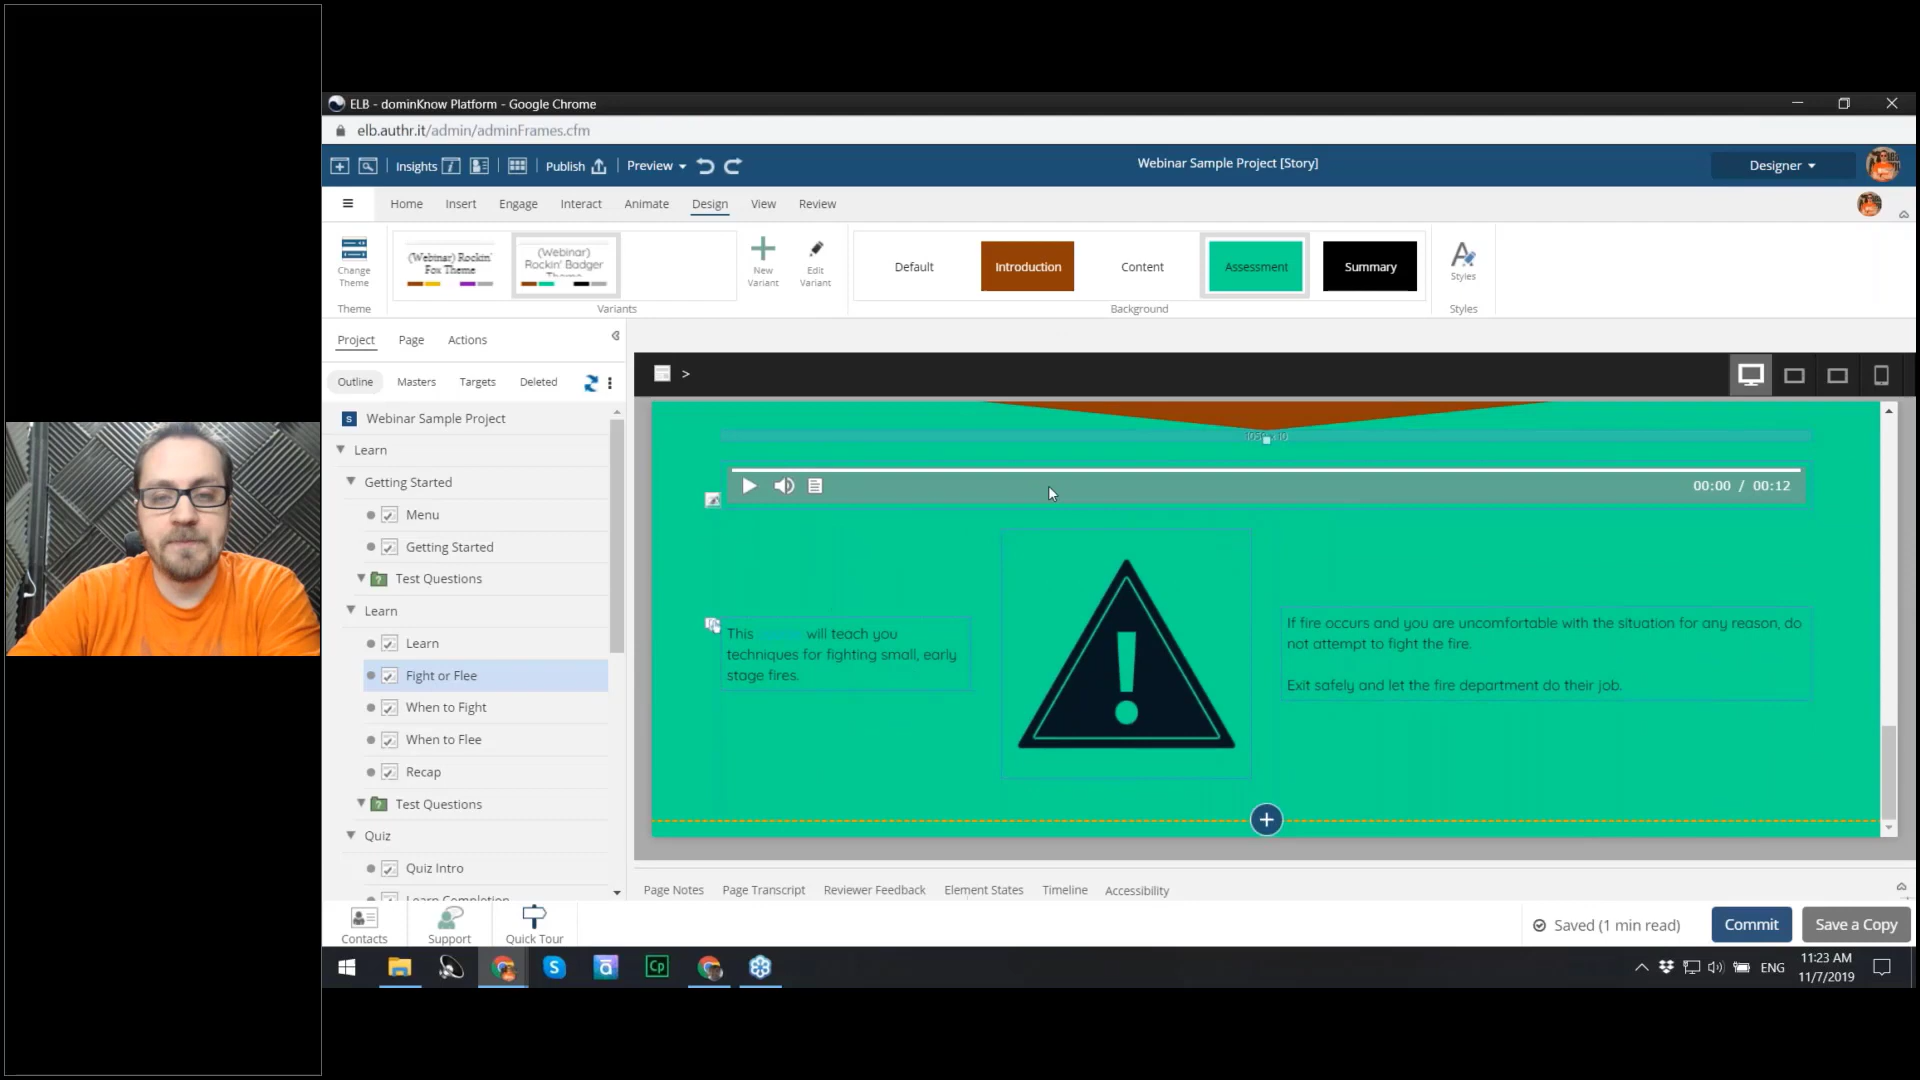 ELB - dominKnow Platform - Google Chrome
elb.authr.it/admin/adminFrames.cfm
Insights
Publish
Preview
Webinar Sample Project [Story]
Designer
Home
Insert
Engage
Interact
Animate
Design
View
Review
Change
Theme
Theme
(Webinar) Rockin'
Fox Theme
(Webinar)
Rockin' Badger
Variants
New
Variant
Edit
Variant
Default
Introduction
Content
Assessment
Summary
Background
Styles
Styles
Project
Page
Actions
Outline
Masters
Targets
Deleted
S
Webinar Sample Project
Learn
Getting Started
Menu
Getting Started
Test Questions
Learn
Learn
Fight or Flee
When to Fight
When to Flee
Recap
Test Questions
Quiz
Quiz Intro
Learn Completion
>
00:00 / 00:12
This will teach you
techniques for fighting small, early
stage fires.
If fire occurs and you are uncomfortable with the situation for any reason, do
not attempt to fight the fire.
Exit safely and let the fire department do their job.
Page Notes
Page Transcript
Reviewer Feedback
Element States
Timeline
Accessibility
Contacts
Support
Quick Tour
Saved (1 min read)
Commit
Save a Copy
Cp
ENG
11:23 AM
11/7/2019